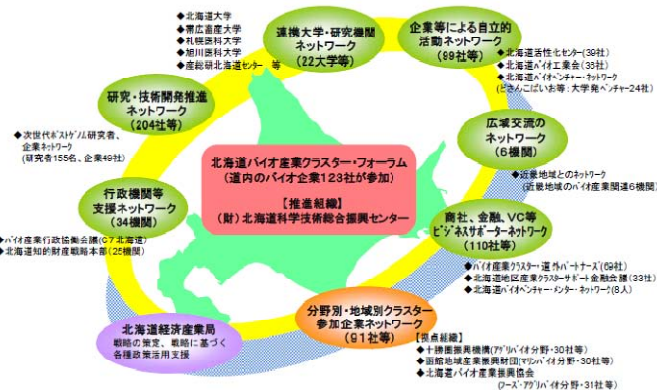 ◆北海道大学
◆帯広畜産大学
◆札幌医科大学
◆旭川医科大学
◆産総研北海道センター 等
連携大学・研究機関
ネットワーク
(22大学等)
企業等による自立的
活動ネットワーク
(99社等)
◆北海道活性化センター(39社)
◆北海道バイオ工業会(35社)
◆北海道バイオベンチャー・ネットワーク
(どさんこばいお等:大学発ベンチャー24社)
研究・技術開発推進
ネットワーク
(204社等)
◆次世代ポストゲノム研究者、
企業ネットワーク
(研究者155名、企業49社)
広域交流の
ネットワーク
(6機関)
◆近畿地域とのネットワーク
(近畿地域のバイオ産業関連6機関)
北海道バイオ産業クラスター・フォーラム
(道内のバイオ企業123社が参加)
【推進組織】
(財)北海道科学技術総合振興センター
行政機関等
支援ネットワーク
(34機関)
◆バイオ産業行政協働会議(C7北海道)
◆北海道知的財産戦略本部(25機関)
商社、金融、VC等
ビジネスサポーターネットワーク
(110社等)
◆バイオ産業クラスター・道外パートナーズ(69社)
◆北海道地区産業クラスターサポート金融会議(33社)
◆北海道バイオベンチャー・メンター・ネットワーク(8人)
北海道経済産業局
戦略の策定、戦略に基づく
各種政策活用支援
分野別・地域別クラスター
参加企業ネットワーク
(91社等)
【拠点組織】
◆十勝圏振興機構(アグリバイオ分野・30社等)
◆函館地域産業振興財団(マリンバイオ分野・30社等)
◆北海道バイオ産業振興協会
(フーズ・アグリバイオ分野・31社等)